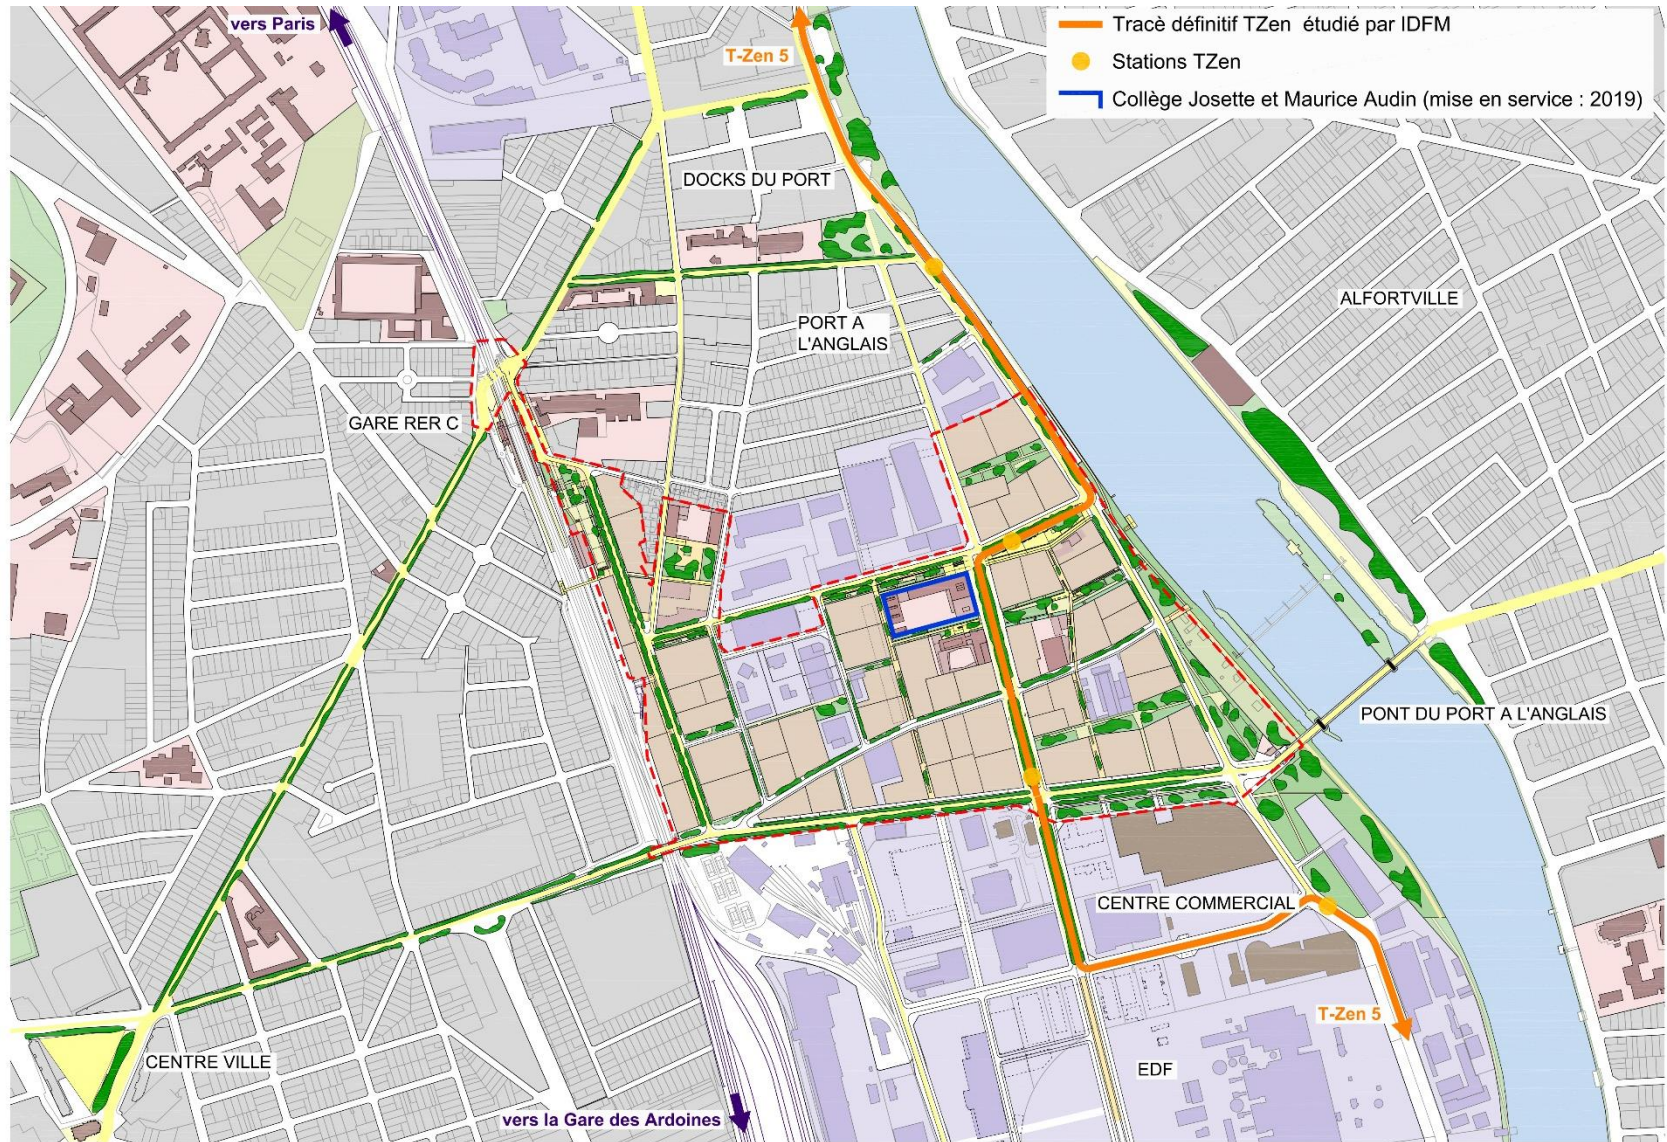 vers Paris
T-Zen 5
Tracè définitif TZen étudié par IDFM
Stations TZen
Collège Josette et Maurice Audin (mise en service : 2019)
DOCKS DU PORT
ALFORTVILLE
PORT A
L'ANGLAIS
GARE RER C
PONT DU PORT A L'ANGLAIS
CENTRE COMMERCIAL
T-Zen 5
CENTRE VILLE
EDF
vers la Gare des Ardoines